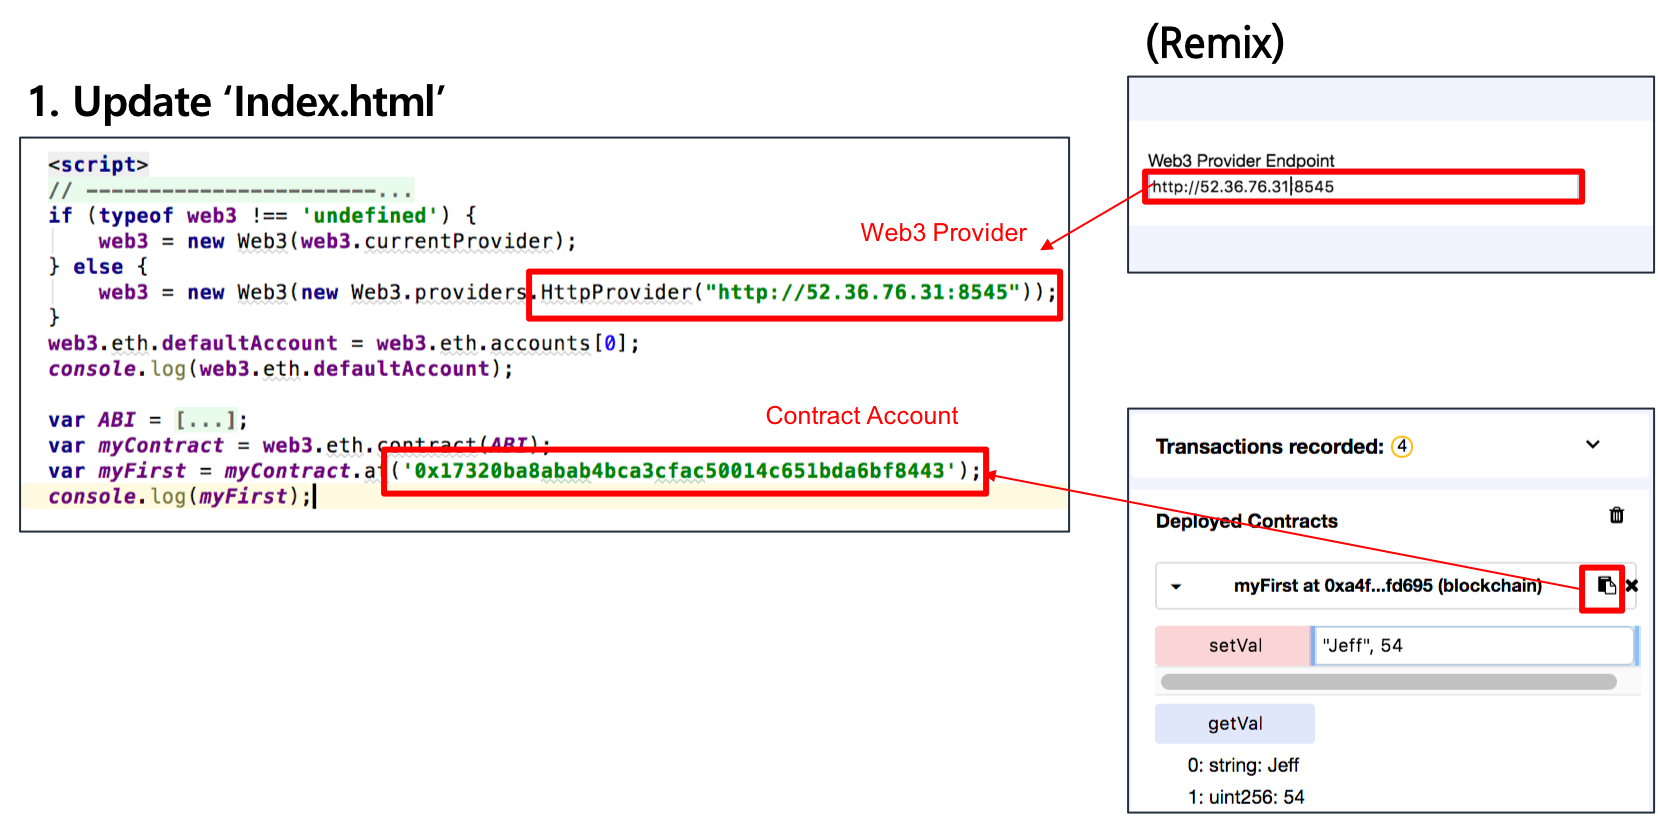 (Remix)
1. Update ‘Index.html’
<script>
// -----------------------...
if (typeof web3 !== 'undefined') {
web3 = new Web3(web3.currentProvider);
} else {
web3 = new Web3(new Web3.providers.HttpProvider("http://52.36.76.31:8545"));
}
web3.eth.defaultAccount = web3.eth.accounts[0];
console.log(web3.eth.defaultAccount);
var ABI = [...];
var myContract = web3.eth.contract(ABI);
var myFirst = myContract.at('0x17320ba8abab4bca3cfac50014c651bda6bf8443');
console.log(myFirst);
Web3 Provider
Contract Account
Web3 Provider Endpoint
http://52.36.76.31:8545
Transactions recorded: 4
Deployed Contracts
myFirst at 0xa4f...fd695 (blockchain)
setVal "Jeff", 54
getVal
0: string: Jeff
1: uint256: 54